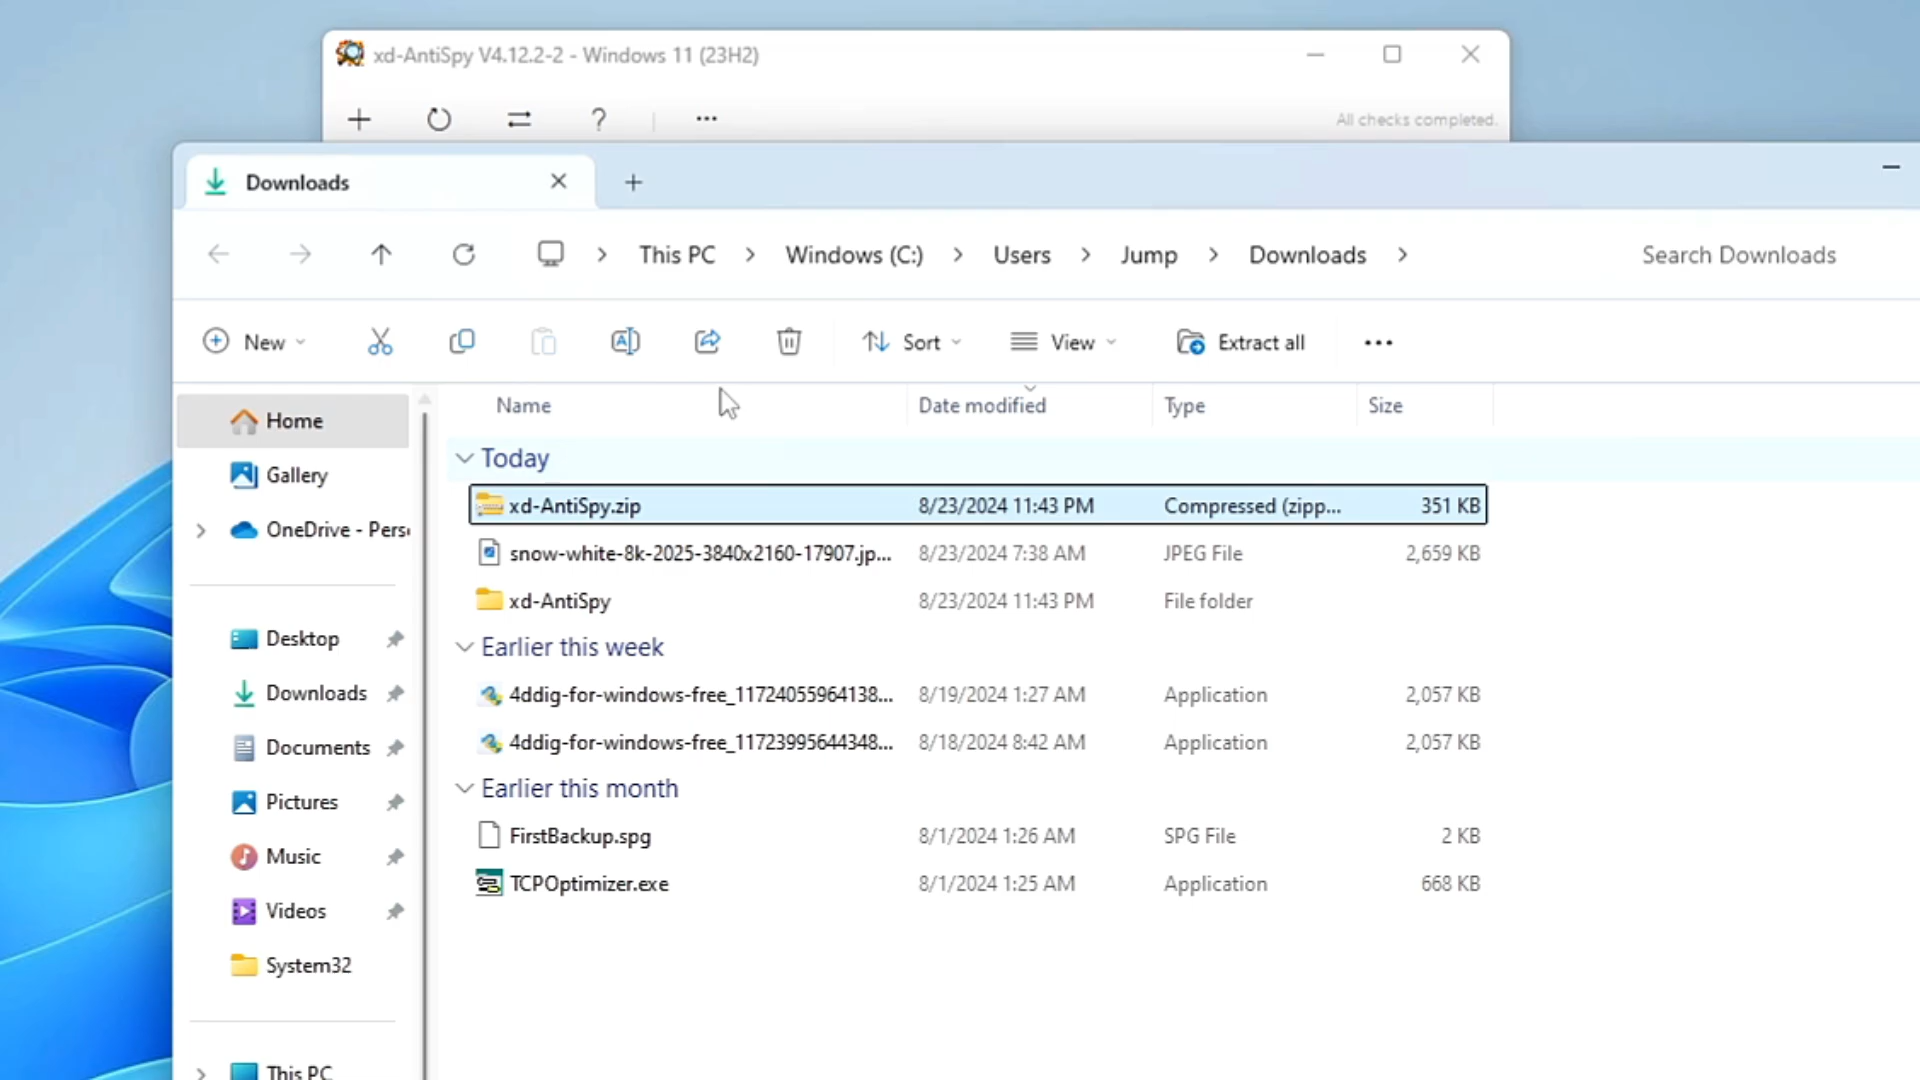 xd-AntiSpy V4.12.2-2 - Windows 11 (23H2)
All checks completed.
Downloads
This PC > Windows (C:) > Users > Jump > Downloads >
Search Downloads
New
Sort
View
Extract all
Name Date modified Type Size
Home
Gallery
OneDrive - Pers
Desktop
Downloads
Documents
Pictures
Music
Videos
System32
This PC
Today
xd-AntiSpy.zip 8/23/2024 11:43 PM Compressed (zipp... 351 KB
snow-white-8k-2025-3840x2160-17907.jp... 8/23/2024 7:38 AM JPEG File 2,659 KB
xd-AntiSpy 8/23/2024 11:43 PM File folder
Earlier this week
4ddig-for-windows-free_11724055964138... 8/19/2024 1:27 AM Application 2,057 KB
4ddig-for-windows-free_11723995644348... 8/18/2024 8:42 AM Application 2,057 KB
Earlier this month
FirstBackup.spg 8/1/2024 1:26 AM SPG File 2 KB
TCPOptimizer.exe 8/1/2024 1:25 AM Application 668 KB